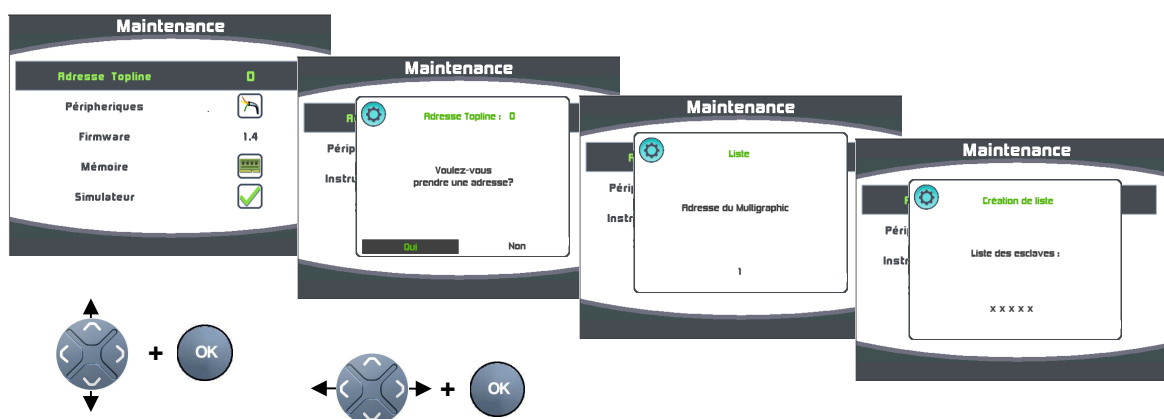 Maintenance
Adresse Topline 0
Péripheriques
Firmware 1.4
Mémoire
Simulateur
Maintenance
Adresse Topline : 0
Périp
Instru
Voulez-vous
prendre une adresse?
Oui Non
Maintenance
Liste
Périp
Instr
Adresse du Multigraphic
1
Maintenance
Création de liste
Périp
Instr
Liste des esclaves :
x x x x x
+ OK
+ OK